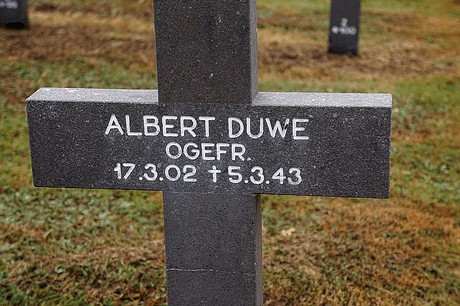 ALBERT DUWE
OGEFR.
17.3.02 † 5.3.43